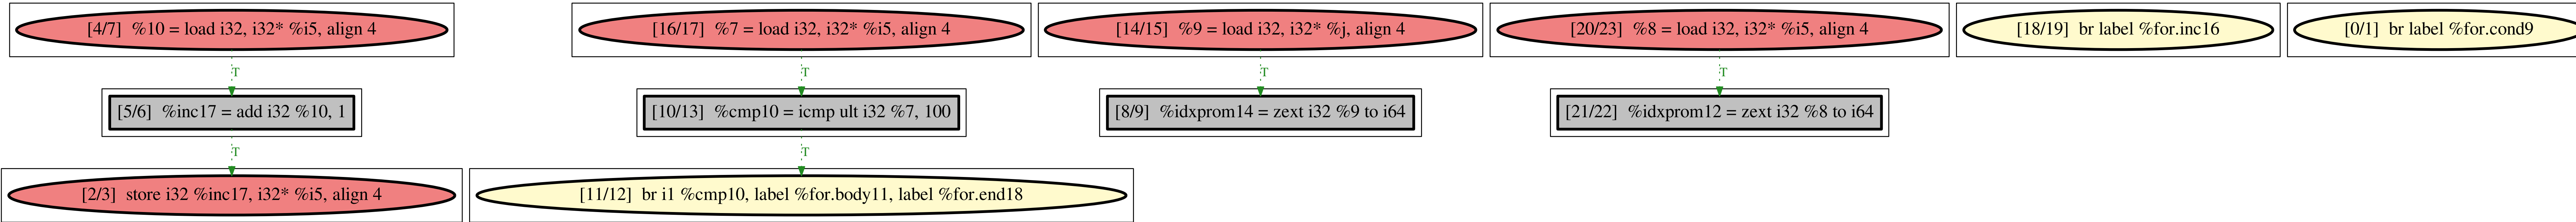 [4/7]  %10 = load i32, i32* %i5, align 4
[16/17]  %7 = load i32, i32* %i5, align 4
[14/15]  %9 = load i32, i32* %j, align 4
[20/23]  %8 = load i32, i32* %i5, align 4
[18/19]  br label %for.inc16
[0/1]  br label %for.cond9
T
T
T
T
[5/6]  %inc17 = add i32 %10, 1
[10/13]  %cmp10 = icmp ult i32 %7, 100
[8/9]  %idxprom14 = zext i32 %9 to i64
[21/22]  %idxprom12 = zext i32 %8 to i64
T
T
[2/3]  store i32 %inc17, i32* %i5, align 4
[11/12]  br i1 %cmp10, label %for.body11, label %for.end18